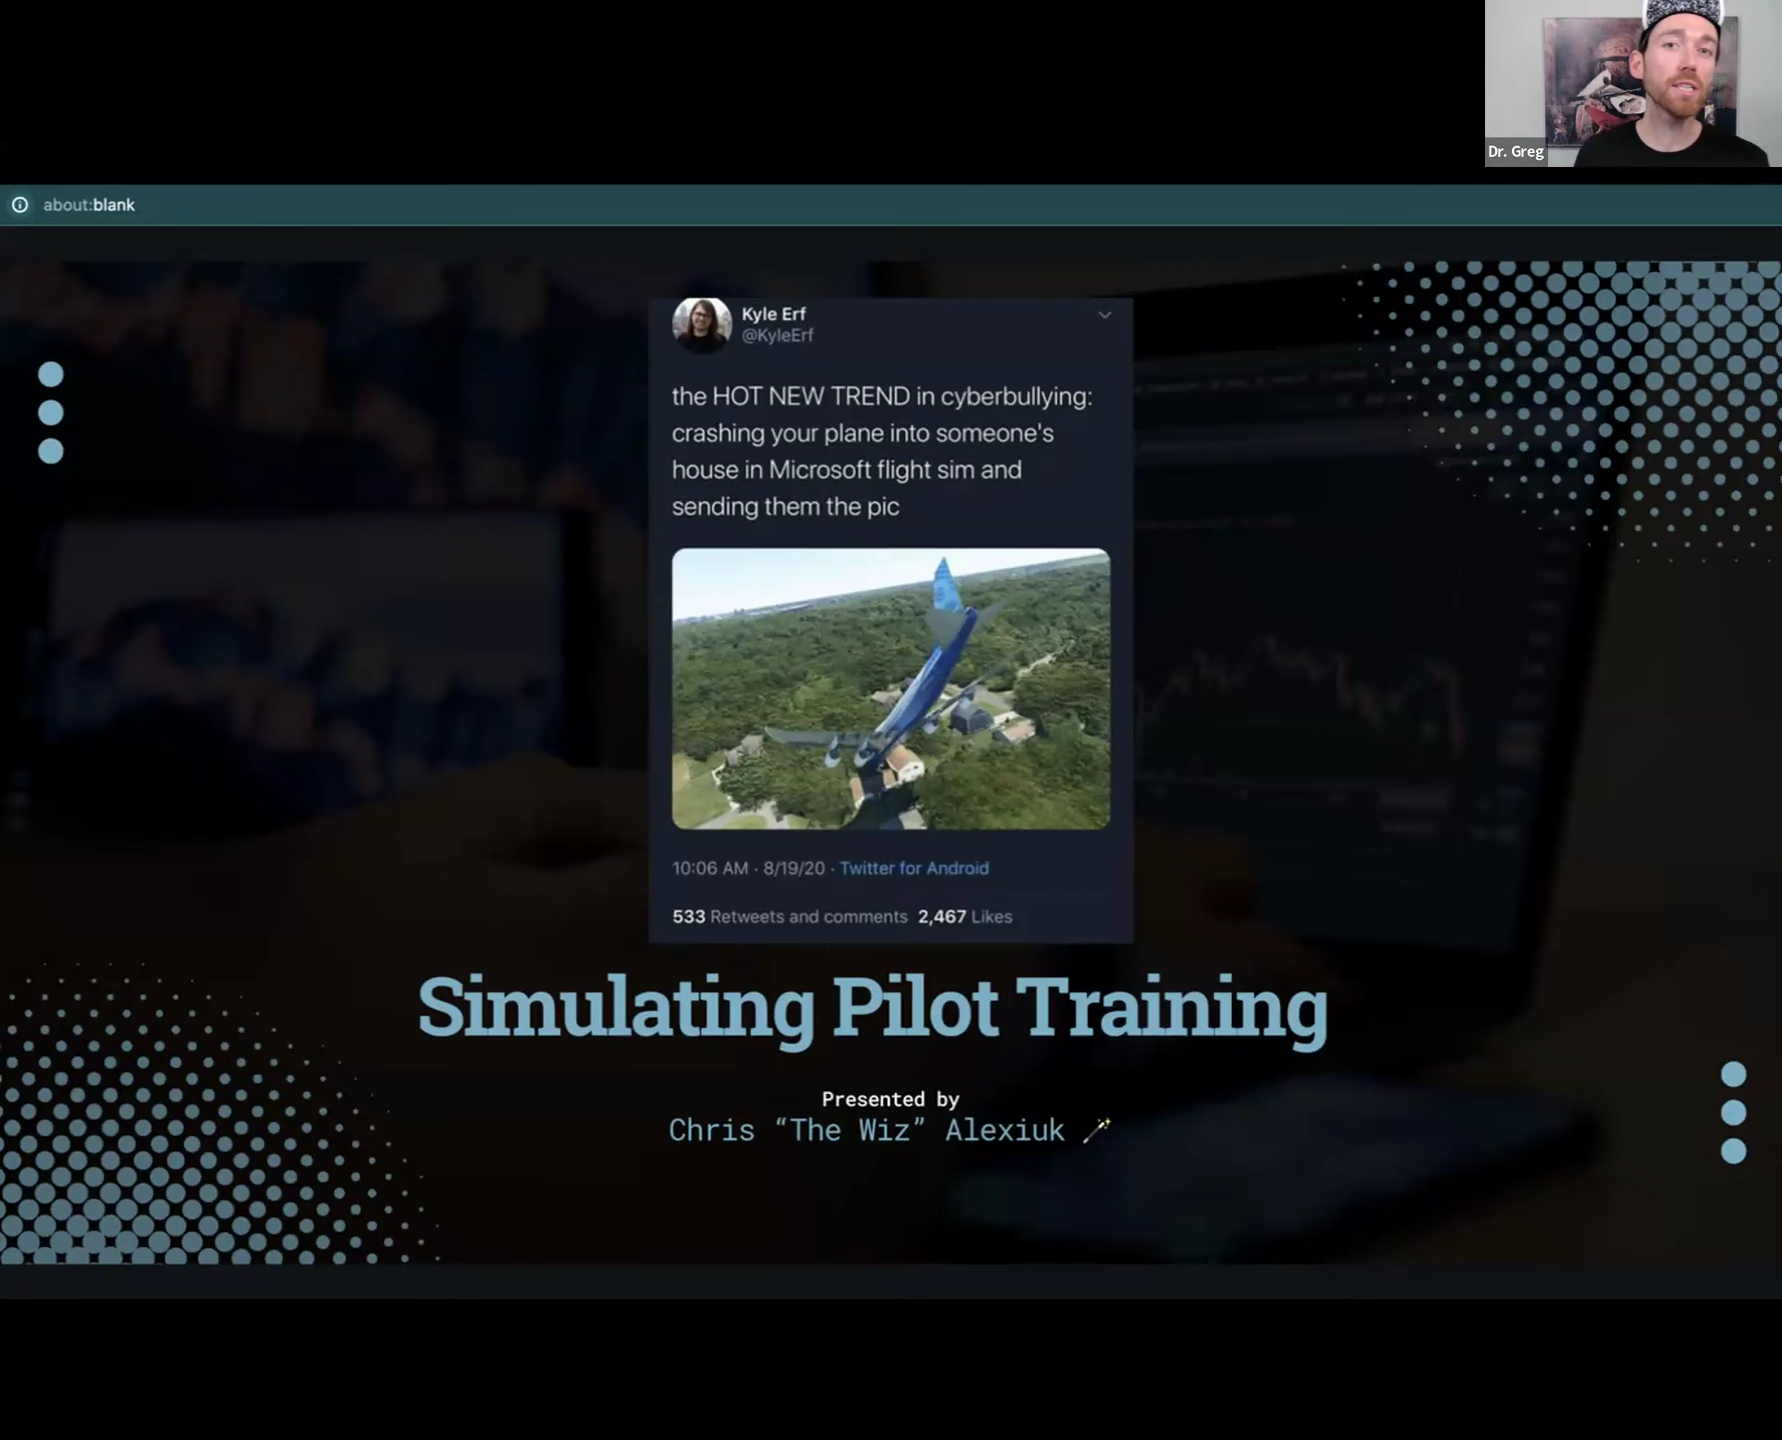 Dr. Greg
about:blank
Kyle Erf
@KyleErf
the HOT NEW TREND in cyberbullying:
crashing your plane into someone's
house in Microsoft flight sim and
sending them the pic
10:06 AM · 8/19/20 · Twitter for Android
533 Retweets and comments 2,467 Likes
Simulating Pilot Training
Presented by
Chris “The Wiz” Alexiuk 🪄